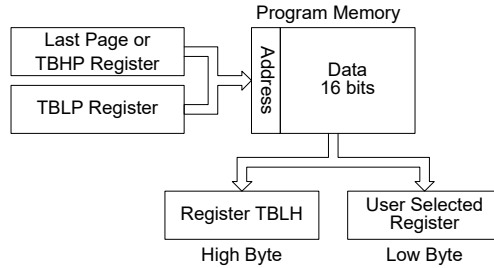 Program Memory
Last Page or
TBHP Register
TBLP Register
Address
Data
16 bits
Register TBLH
High Byte
User Selected
Register
Low Byte